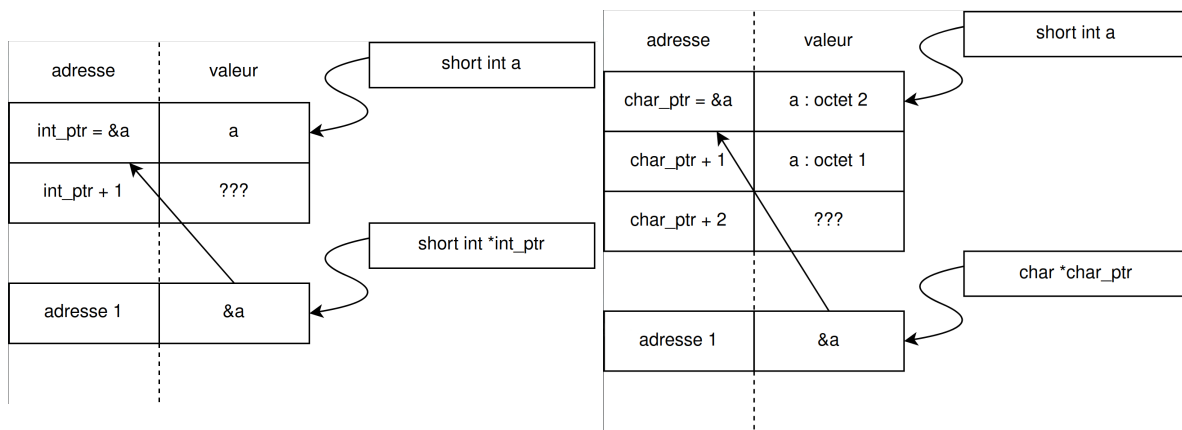 adresse
valeur
short int a
int_ptr = &a
a
int_ptr + 1
???
short int *int_ptr
adresse 1
&a
adresse
valeur
short int a
char_ptr = &a
a : octet 2
char_ptr + 1
a : octet 1
char_ptr + 2
???
char *char_ptr
adresse 1
&a